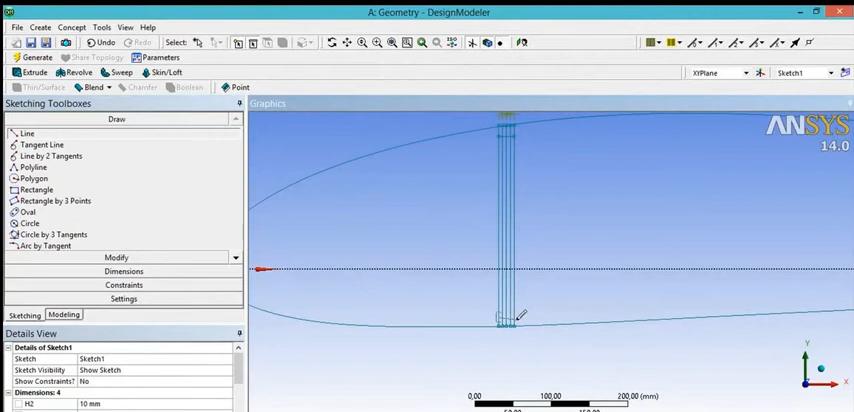 A: Geometry - DesignModeler
File Create Concept Tools View Help
Undo Redo Select:
Generate Share Topology Parameters
Extrude Revolve Sweep Skin/Loft
XYPlane Sketch1
Thin/Surface Blend Chamfer Boolean Point
Sketching Toolboxes
Graphics
Draw
Line
Tangent Line
Line by 2 Tangents
Polyline
Polygon
Rectangle
Rectangle by 3 Points
Oval
Circle
Circle by 3 Tangents
Arc by Tangent
Modify
Dimensions
Constraints
Settings
Sketching Modeling
Details View
Details of Sketch1
Sketch Sketch1
Sketch Visibility Show Sketch
Show Constraints? No
Dimensions: 4
H2 10 mm
ANSYS
14.0
0,00 100,00 200,00 (mm)
50,00 150,00
Y
X